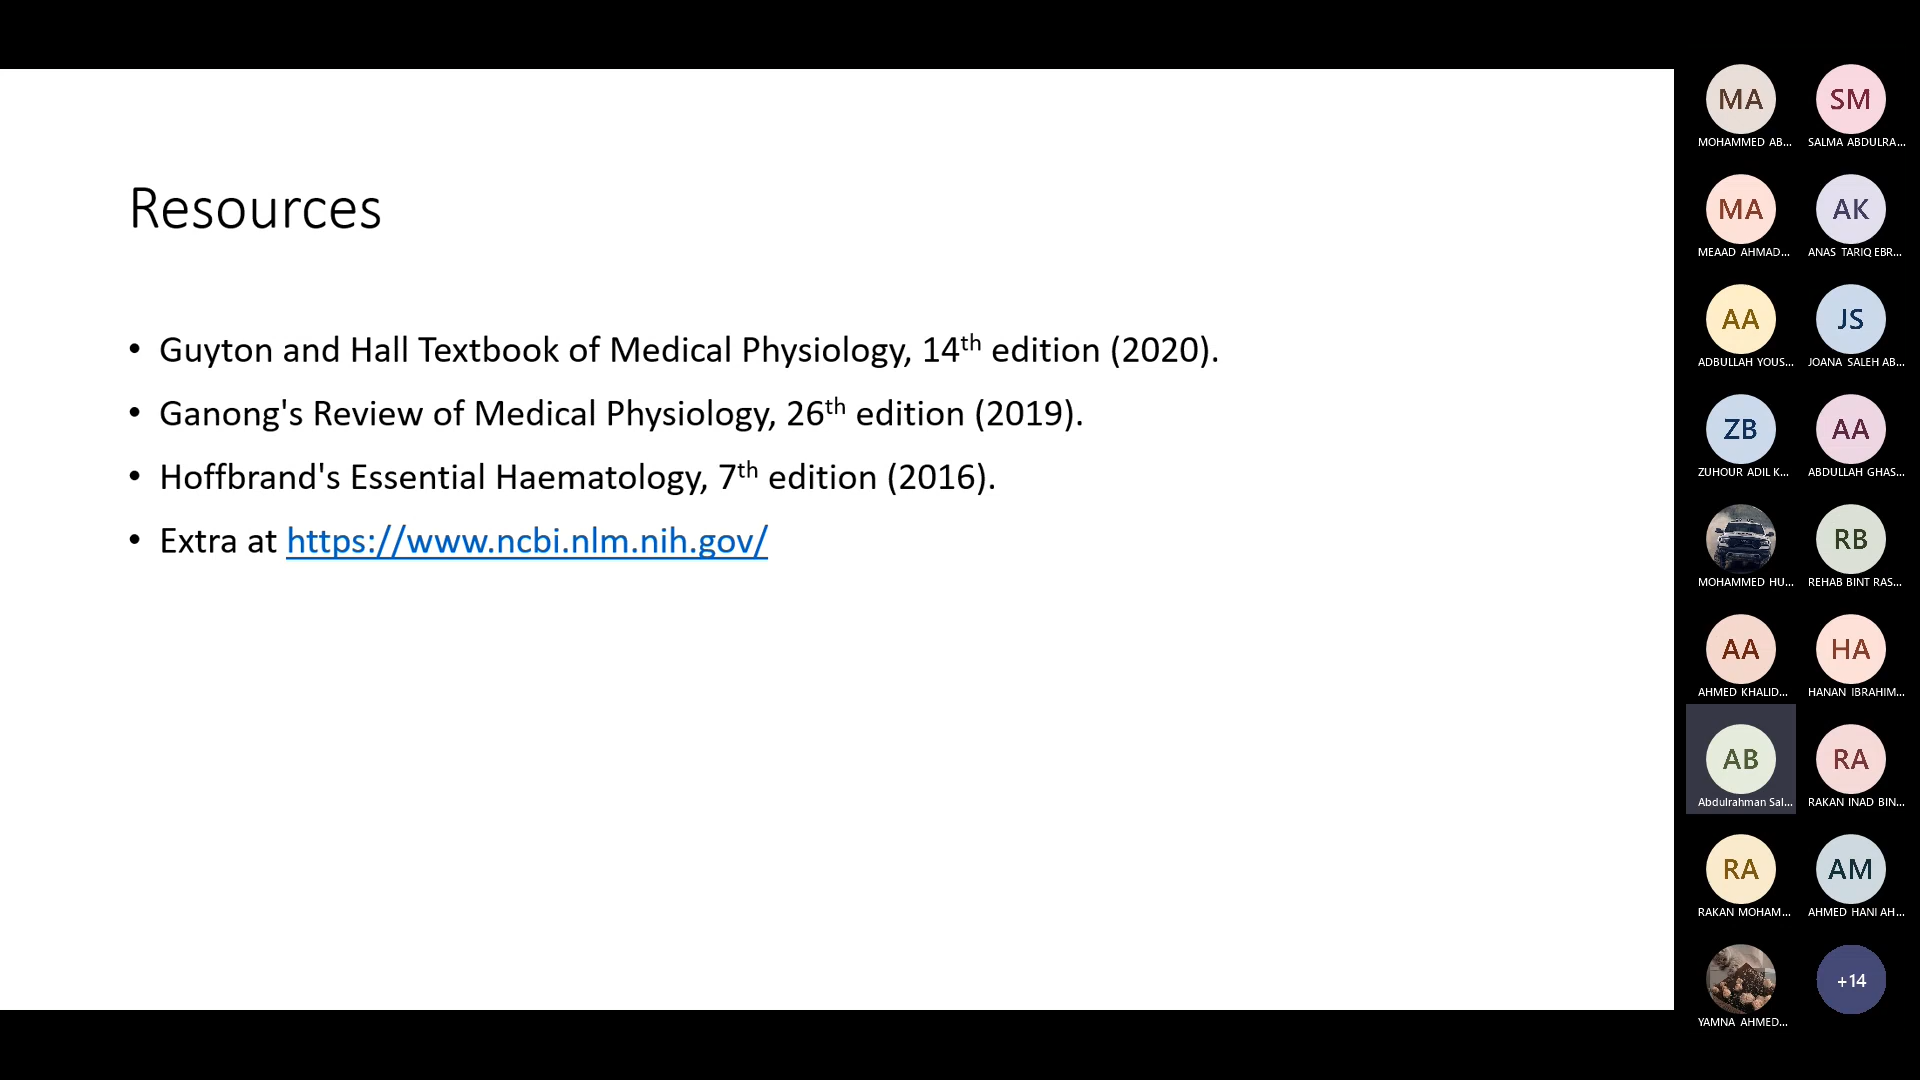 Resources
• Guyton and Hall Textbook of Medical Physiology, 14th edition (2020).
• Ganong's Review of Medical Physiology, 26th edition (2019).
• Hoffbrand's Essential Haematology, 7th edition (2016).
• Extra at https://www.ncbi.nlm.nih.gov/
MA SM
MOHAMMED AB... SALMA ABDULRA...
MA AK
MEAAD AHMAD... ANAS TARIQ EBR...
AA JS
ADBULLAH YOUS... JOANA SALEH AB...
ZB AA
ZUHOUR ADIL K... ABDULLAH GHAS...
RB
MOHAMMED HU... REHAB BINT RAS...
AA HA
AHMED KHALID... HANAN IBRAHIM...
AB RA
Abdulrahman Sal... RAKAN INAD BIN...
RA AM
RAKAN MOHAM... AHMED HANI AH...
+14
YAMNA AHMED...